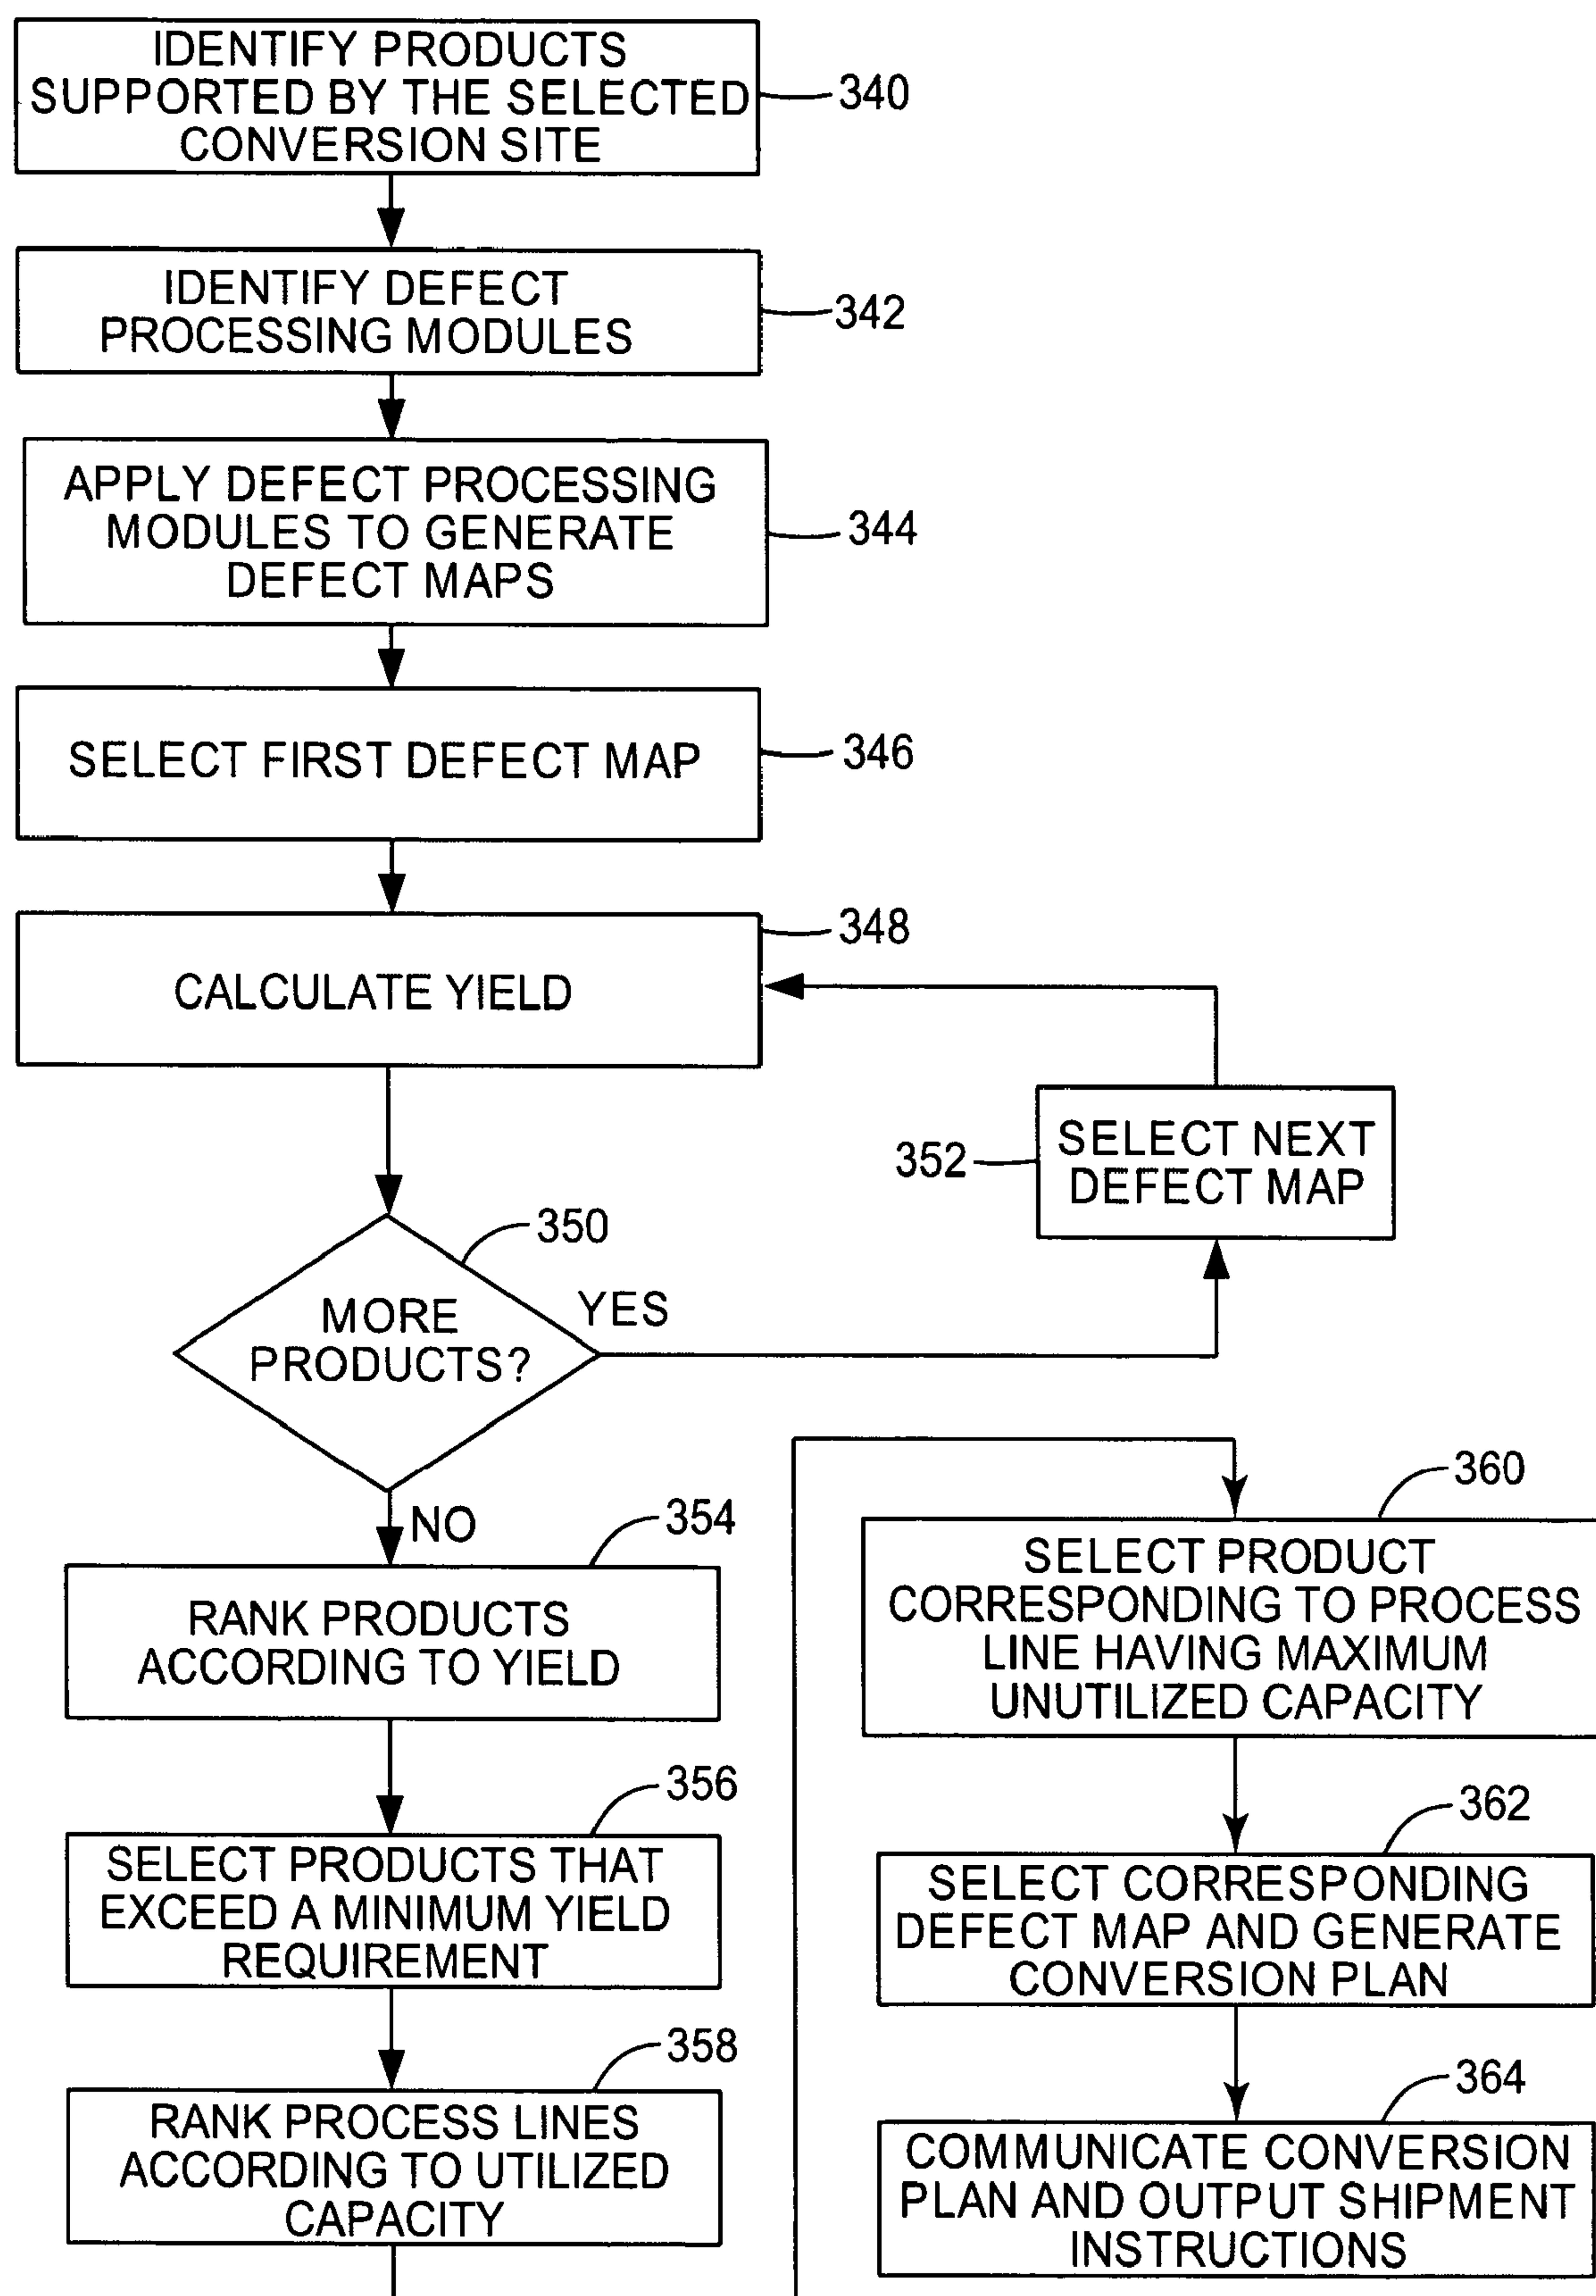 IDENTIFY PRODUCTS
SUPPORTED BY THE SELECTED
CONVERSION SITE
340
IDENTIFY DEFECT
PROCESSING MODULES
342
APPLY DEFECT PROCESSING
MODULES TO GENERATE
DEFECT MAPS
344
SELECT FIRST DEFECT MAP
346
CALCULATE YIELD
348
352
SELECT NEXT
DEFECT MAP
350
MORE
PRODUCTS?
YES
NO
354
RANK PRODUCTS
ACCORDING TO YIELD
356
SELECT PRODUCTS THAT
EXCEED A MINIMUM YIELD
REQUIREMENT
358
RANK PROCESS LINES
ACCORDING TO UTILIZED
CAPACITY
360
SELECT PRODUCT
CORRESPONDING TO PROCESS
LINE HAVING MAXIMUM
UNUTILIZED CAPACITY
362
SELECT CORRESPONDING
DEFECT MAP AND GENERATE
CONVERSION PLAN
364
COMMUNICATE CONVERSION
PLAN AND OUTPUT SHIPMENT
INSTRUCTIONS